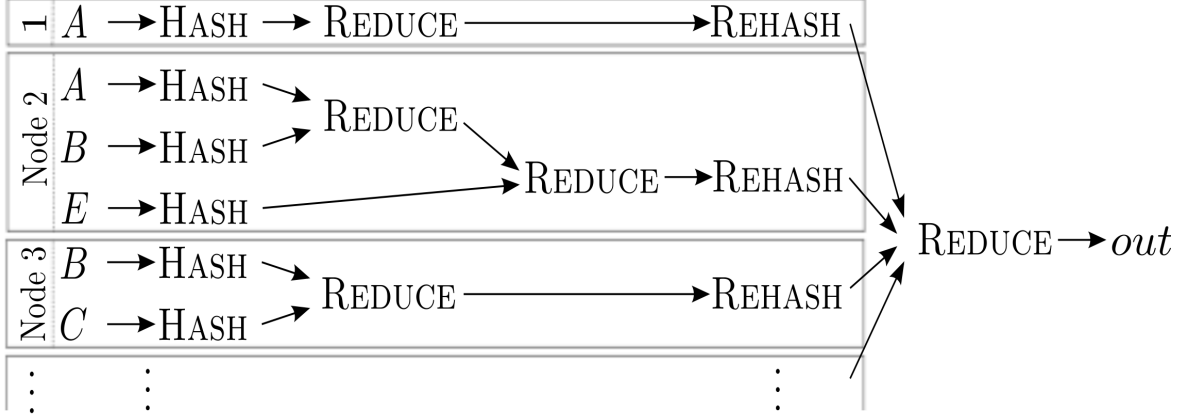 1 A HASH REDUCE REHASH
Node 2
A HASH
B HASH
REDUCE
E HASH
REDUCE REHASH
Node 3
B HASH
C HASH
REDUCE REHASH
REDUCE out
⋮ ⋮ ⋮